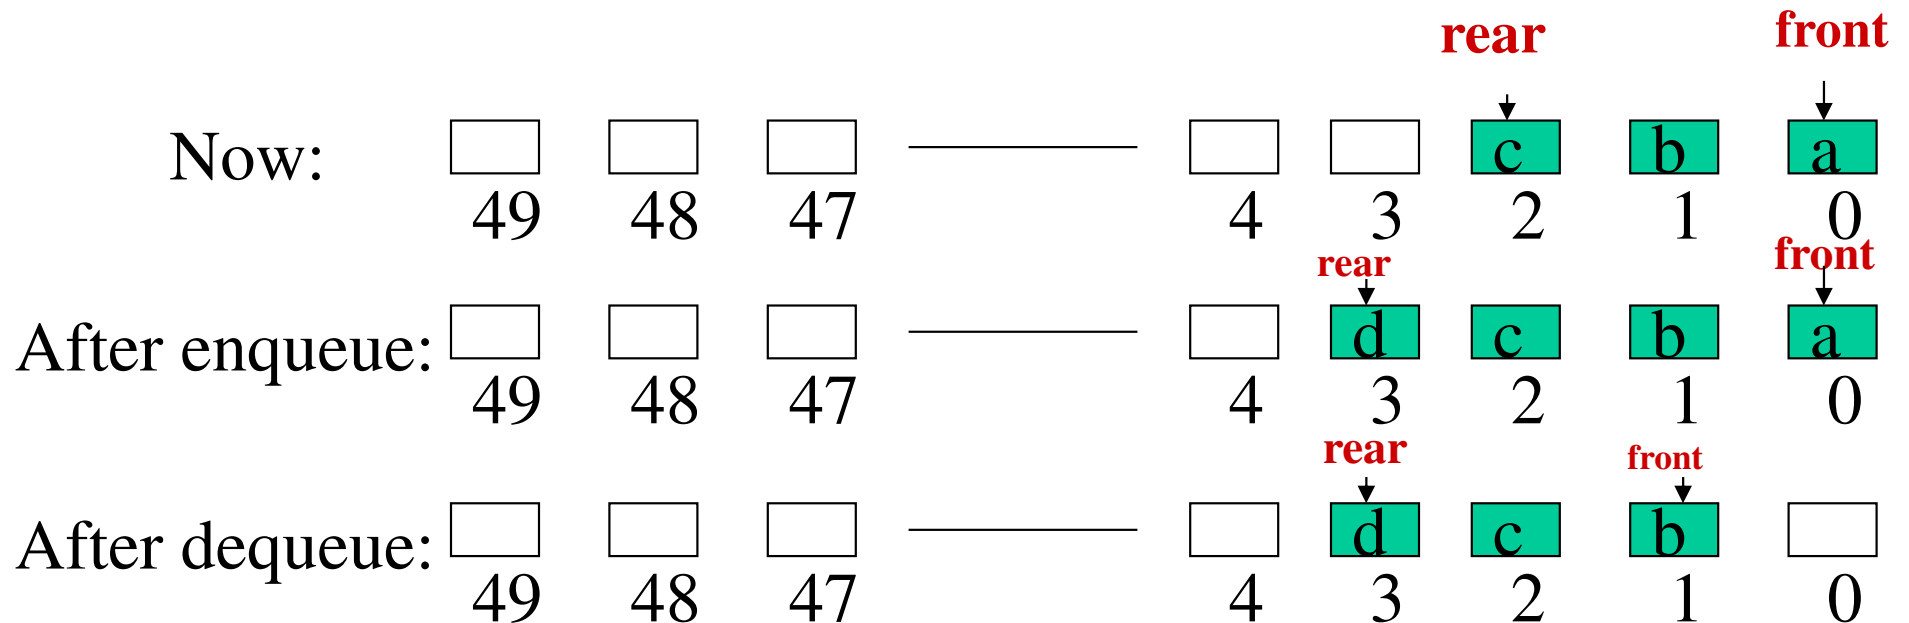 rear front
Now: c b a
49 48 47 4 3 2 1 0
rear front
After enqueue: d c b a
49 48 47 4 3 2 1 0
rear front
After dequeue: d c b
49 48 47 4 3 2 1 0